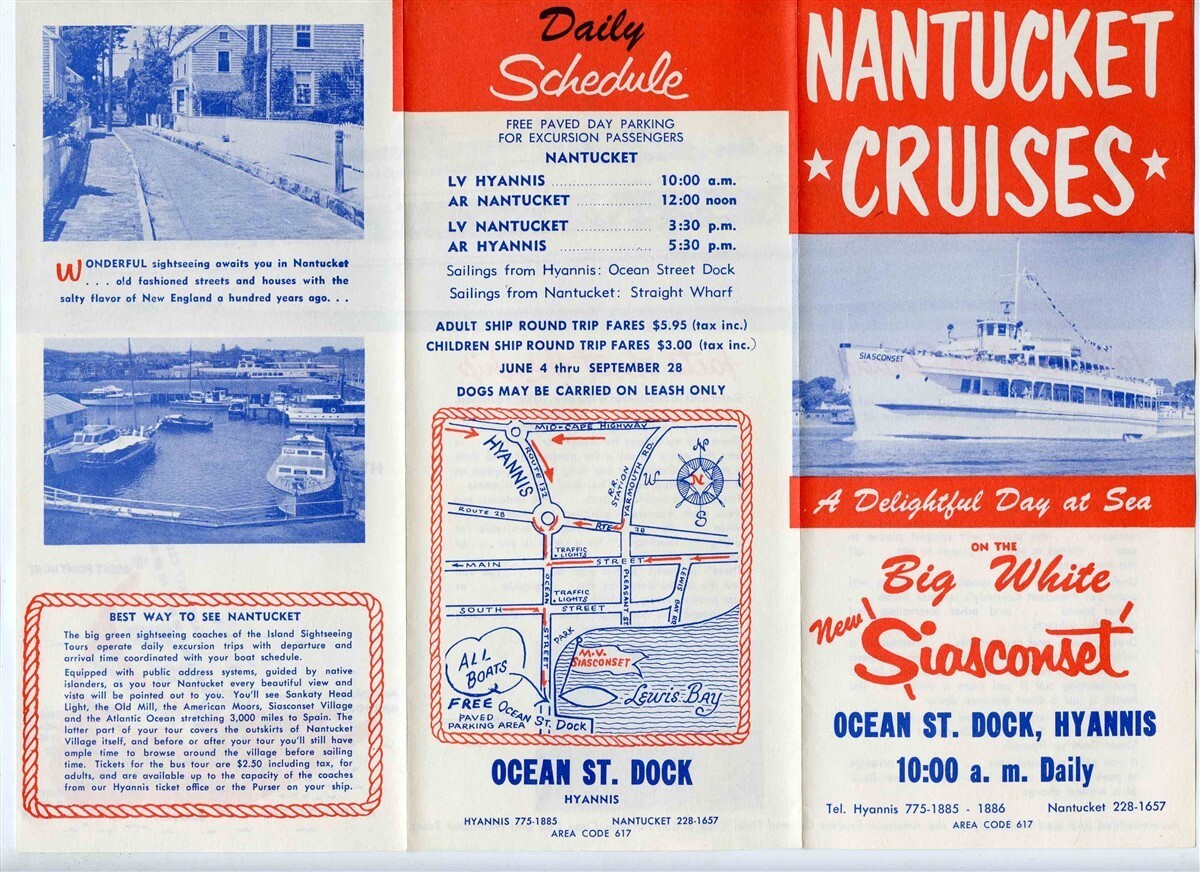 WONDERFUL sightseeing awaits you in Nantucket
. . . old fashioned streets and houses with the
salty flavor of New England a hundred years ago. . .
BEST WAY TO SEE NANTUCKET
The big green sightseeing coaches of the Island Sightseeing
Tours operate daily excursion trips with departure and
arrival time coordinated with your boat schedule.
Equipped with public address systems, guided by native
islanders, as you tour Nantucket every beautiful view and
vista will be pointed out to you. You'll see Sankaty Head
Light, the Old Mill, the American Moors, Siasconset Village
and the Atlantic Ocean stretching 3,000 miles to Spain. The
latter part of your tour covers the outskirts of Nantucket
Village itself, and before or after your tour you'll still have
ample time to browse around the village before sailing
time. Tickets for the bus tour are $2.50 including tax, for
adults, and are available up to the capacity of the coaches
from our Hyannis ticket office or the Purser on your ship.
Daily
Schedule
FREE PAVED DAY PARKING
FOR EXCURSION PASSENGERS
NANTUCKET
LV HYANNIS .......................... 10:00 a.m.
AR NANTUCKET ................... 12:00 noon
LV NANTUCKET ................... 3:30 p.m.
AR HYANNIS ........................ 5:30 p.m.
Sailings from Hyannis: Ocean Street Dock
Sailings from Nantucket: Straight Wharf
ADULT SHIP ROUND TRIP FARES $5.95 (tax inc.)
CHILDREN SHIP ROUND TRIP FARES $3.00 (tax inc.)
JUNE 4 thru SEPTEMBER 28
DOGS MAY BE CARRIED ON LEASH ONLY
MID-CAPE HIGHWAY
HYANNIS
ROUTE 132
R.R. STATION
YARMOUTH RD.
N
W
E
S
N
ROUTE 28
RTE 28
TRAFFIC LIGHTS
MAIN STREET
OCEAN STREET
TRAFFIC LIGHTS
PLEASANT ST
LEWIS BAY RD
SOUTH STREET
PARK
M.V. SIASCONSET
ALL BOATS
Lewis Bay
FREE
PAVED
PARKING AREA
OCEAN ST. Dock
OCEAN ST. DOCK
HYANNIS
HYANNIS 775-1885 NANTUCKET 228-1657
AREA CODE 617
NANTUCKET
CRUISES
SIASCONSET
A Delightful Day at Sea
ON THE
Big White
New Siasconset
OCEAN ST. DOCK, HYANNIS
10:00 a. m. Daily
Tel. Hyannis 775-1885 - 1886 Nantucket 228-1657
AREA CODE 617